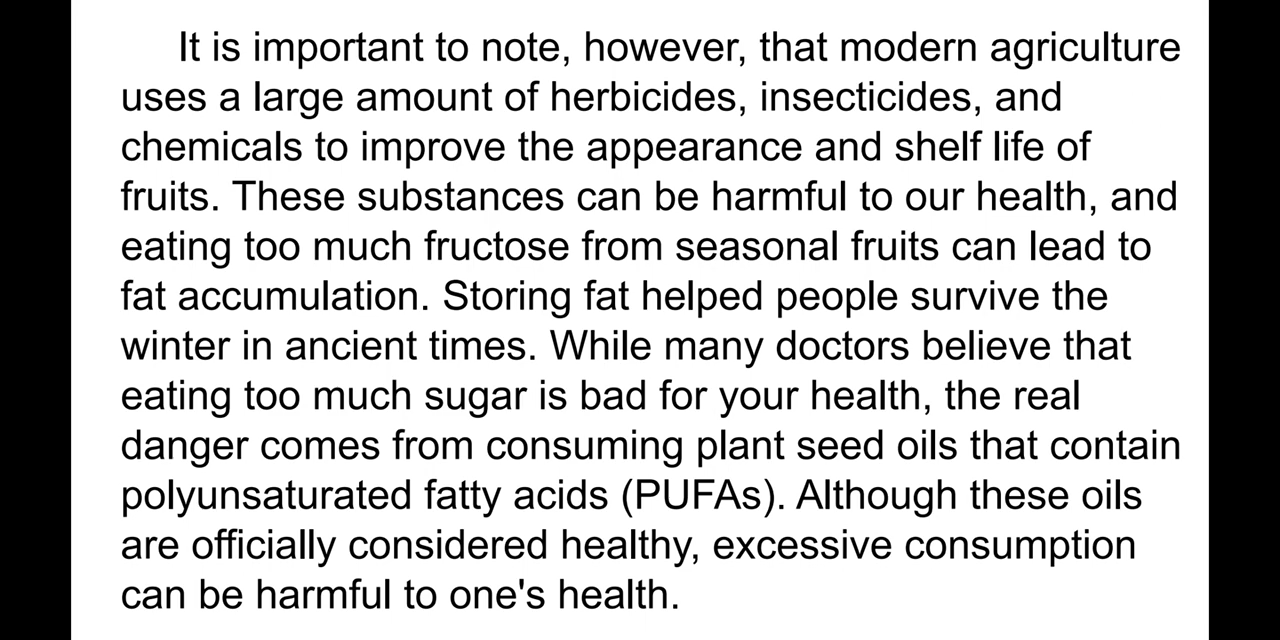 It is important to note, however, that modern agriculture
uses a large amount of herbicides, insecticides, and
chemicals to improve the appearance and shelf life of
fruits. These substances can be harmful to our health, and
eating too much fructose from seasonal fruits can lead to
fat accumulation. Storing fat helped people survive the
winter in ancient times. While many doctors believe that
eating too much sugar is bad for your health, the real
danger comes from consuming plant seed oils that contain
polyunsaturated fatty acids (PUFAs). Although these oils
are officially considered healthy, excessive consumption
can be harmful to one's health.